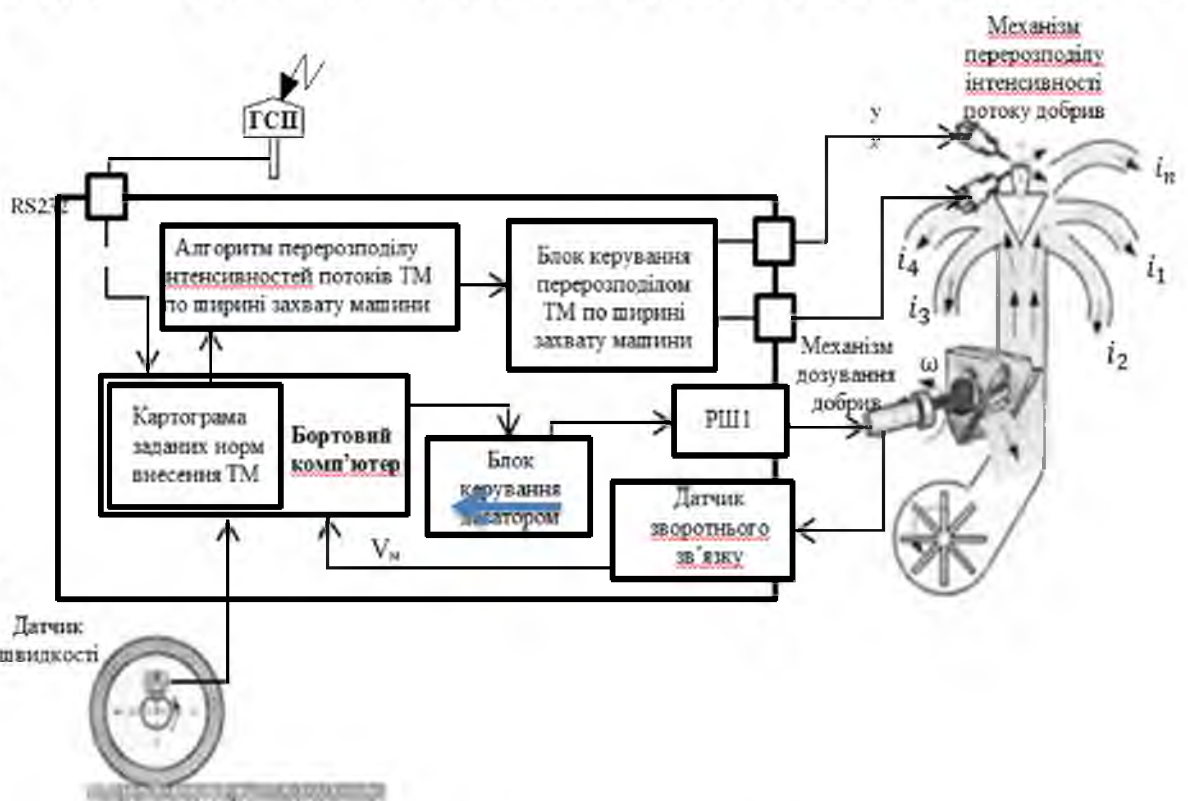 Механізм
перерозподілу
інтенсивності
потоку добрив
ГСП
y
x
RS232
Алгоритм перерозподілу
інтенсивностей потоків ТМ
по ширині захвату машини
Блок керування
перерозподілом
ТМ по ширині
захвату машини
i_n
i_4
i_1
i_3
i_2
Механізм
дозування
добрив
ω
Картограма
заданих норм
внесення ТМ
Бортовий
комп’ютер
РШ1
Блок
керування
дозатором
Датчик
зворотнього
зв´язку
V_м
Датчик
швидкості